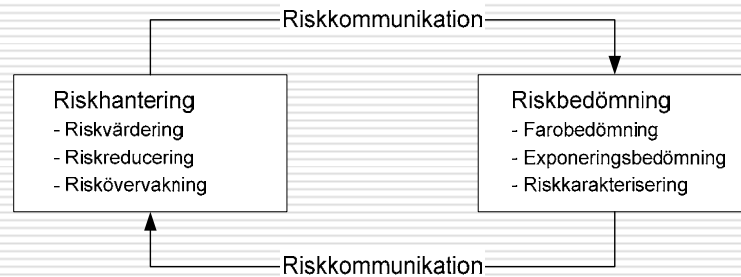 Riskkommunikation
Riskhantering
- Riskvärdering
- Riskreducering
- Riskövervakning
Riskbedömning
- Farobedömning
- Exponeringsbedömning
- Riskkarakterisering
Riskkommunikation